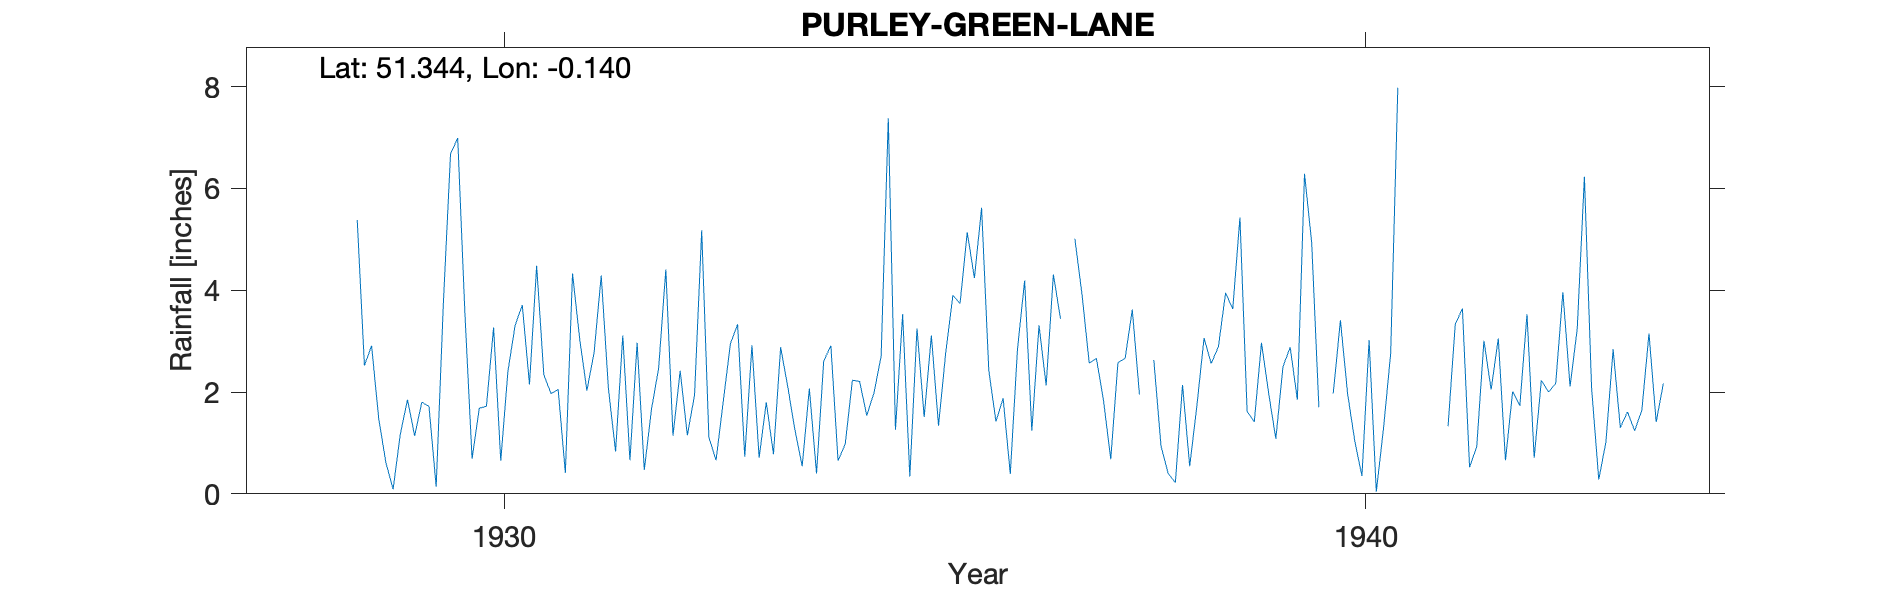 PURLEY-GREEN-LANE
Lat: 51.344, Lon: -0.140
8
6
4
2
0
Rainfall [inches]
1930
1940
Year